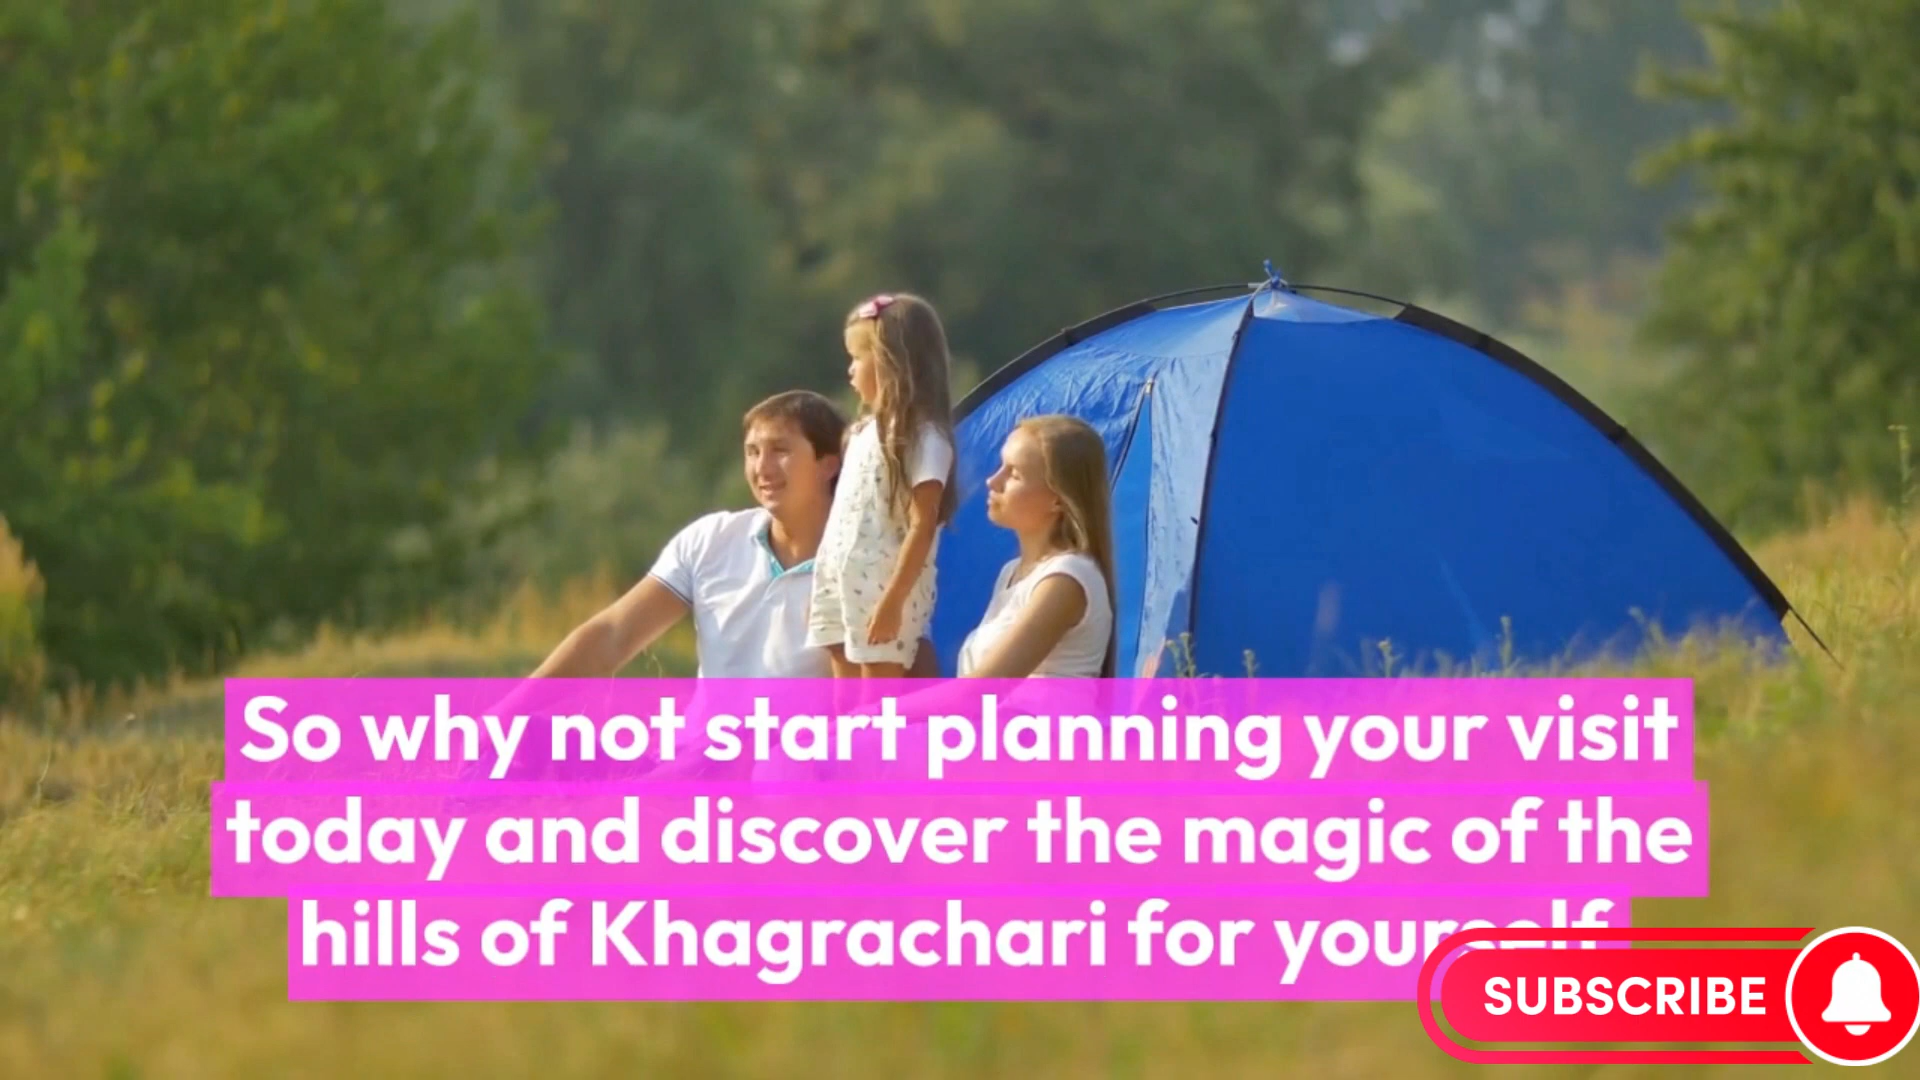 So why not start planning your visit
today and discover the magic of the
hills of Khagrachari for yourself
SUBSCRIBE